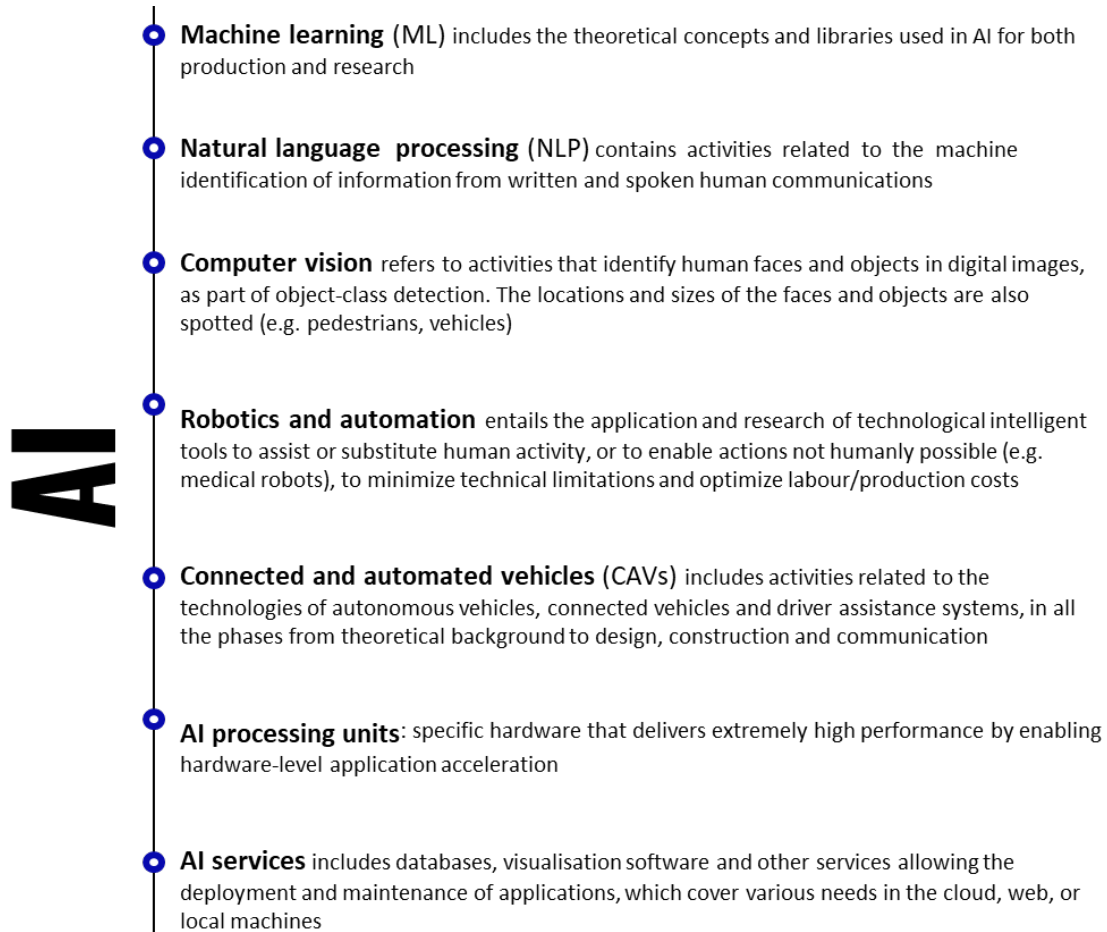 AI
Machine learning (ML) includes the theoretical concepts and libraries used in AI for both
production and research
Natural language processing (NLP) contains activities related to the machine
identification of information from written and spoken human communications
Computer vision refers to activities that identify human faces and objects in digital images,
as part of object-class detection. The locations and sizes of the faces and objects are also
spotted (e.g. pedestrians, vehicles)
Robotics and automation entails the application and research of technological intelligent
tools to assist or substitute human activity, or to enable actions not humanly possible (e.g.
medical robots), to minimize technical limitations and optimize labour/production costs
Connected and automated vehicles (CAVs) includes activities related to the
technologies of autonomous vehicles, connected vehicles and driver assistance systems, in all
the phases from theoretical background to design, construction and communication
AI processing units: specific hardware that delivers extremely high performance by enabling
hardware-level application acceleration
AI services includes databases, visualisation software and other services allowing the
deployment and maintenance of applications, which cover various needs in the cloud, web, or
local machines